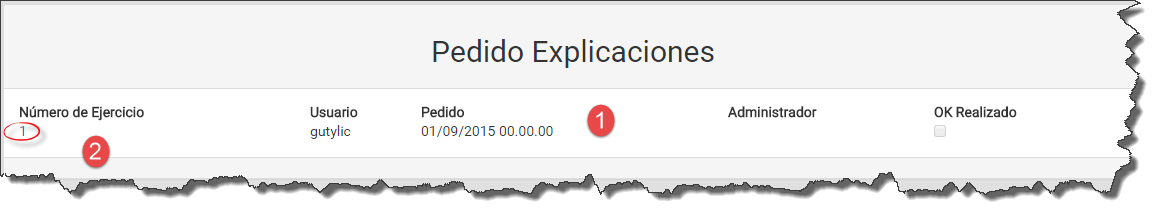 Pedido Explicaciones
Número de Ejercicio Usuario Pedido Administrador OK Realizado
1 gutylic 01/09/2015 00.00.00
1
2